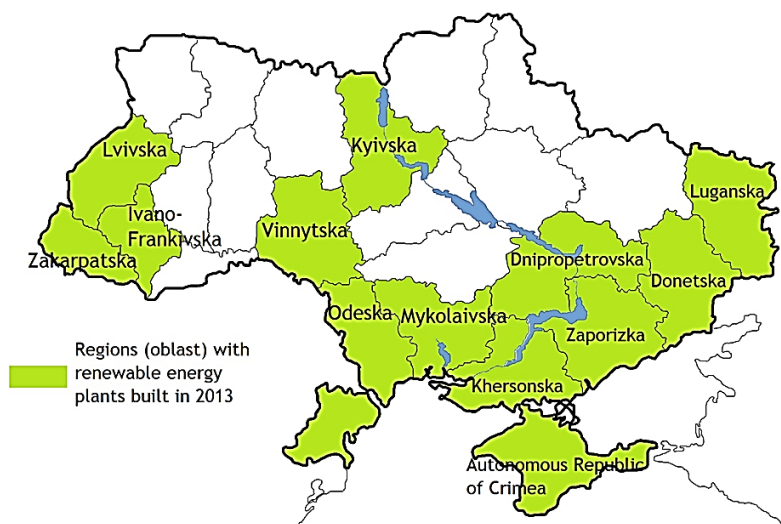 Lvivska
Kyivska
Luganska
Ivano-
Frankivska
Vinnytska
Zakarpatska
Dnipropetrovska
Donetska
Odeska
Mykolaivska
Zaporizka
Regions (oblast) with
renewable energy
plants built in 2013
Khersonska
Autonomous Republic
of Crimea